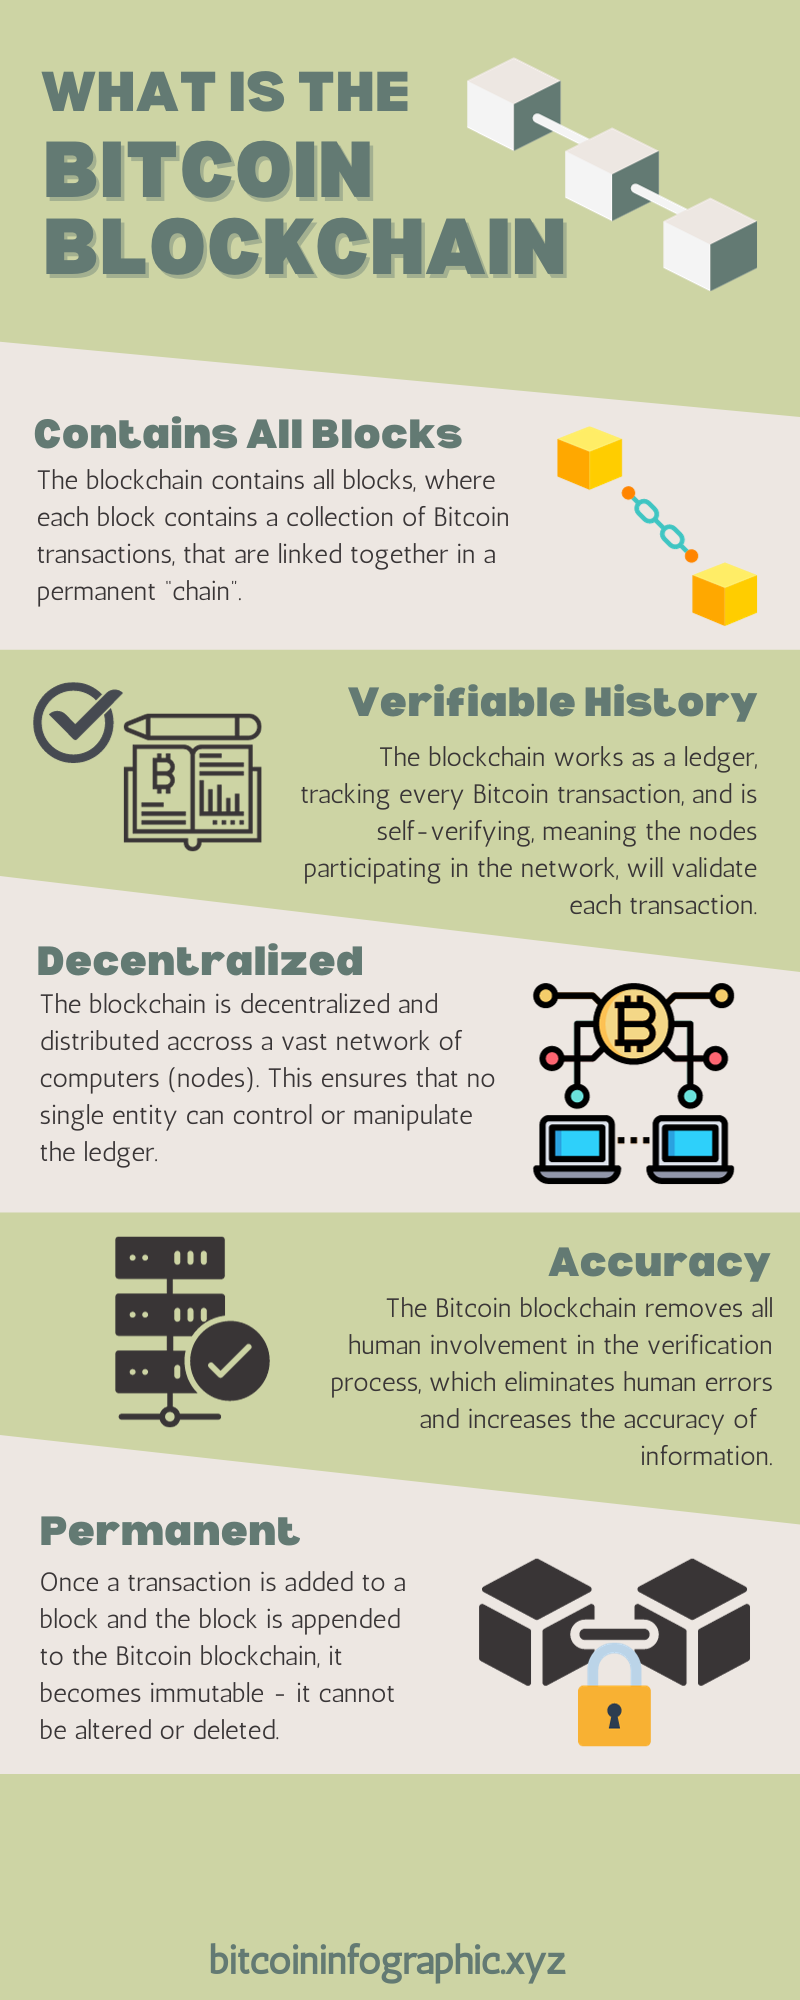 WHAT IS THE
BITCOIN
BLOCKCHAIN
Contains All Blocks
The blockchain contains all blocks, where
each block contains a collection of Bitcoin
transactions, that are linked together in a
permanent "chain".
Verifiable History
The blockchain works as a ledger,
tracking every Bitcoin transaction, and is
self-verifying, meaning the nodes
participating in the network, will validate
each transaction.
Decentralized
The blockchain is decentralized and
distributed accross a vast network of
computers (nodes). This ensures that no
single entity can control or manipulate
the ledger.
Accuracy
The Bitcoin blockchain removes all
human involvement in the verification
process, which eliminates human errors
and increases the accuracy of
information.
Permanent
Once a transaction is added to a
block and the block is appended
to the Bitcoin blockchain, it
becomes immutable - it cannot
be altered or deleted.
bitcoininfographic.xyz